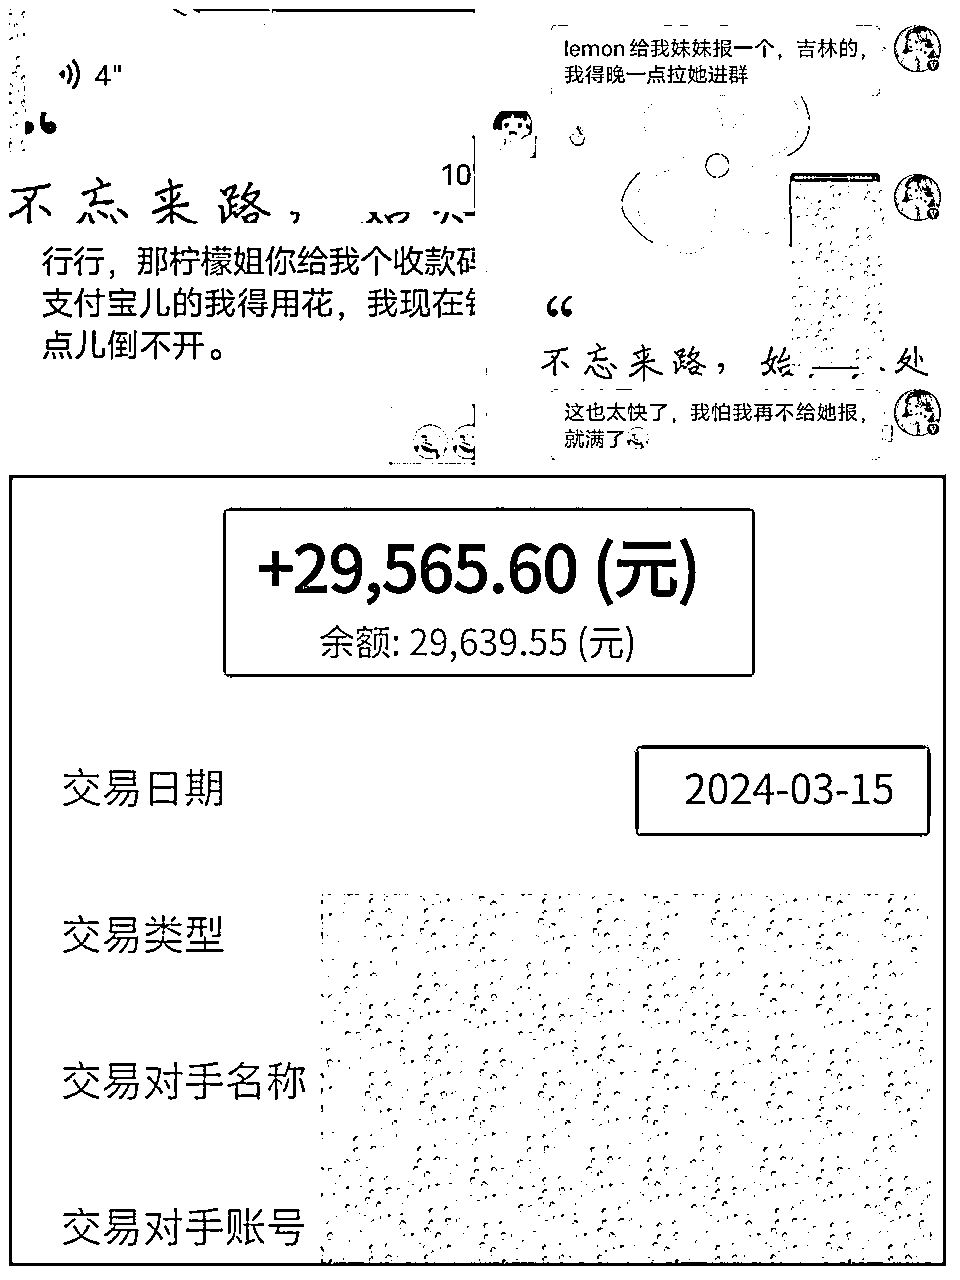 4"
10
不忘来路，
行行，那柠檬姐你给我个收款码
支付宝儿的我得用花，我现在钱
点儿倒不开。
lemon 给我妹妹报一个，吉林的，
我得晚一点拉她进群
“
不忘来路，始 处
这也太快了，我怕我再不给她报，
就满了
+29,565.60 (元)
余额: 29,639.55 (元)
交易日期
2024-03-15
交易类型
交易对手名称
交易对手账号